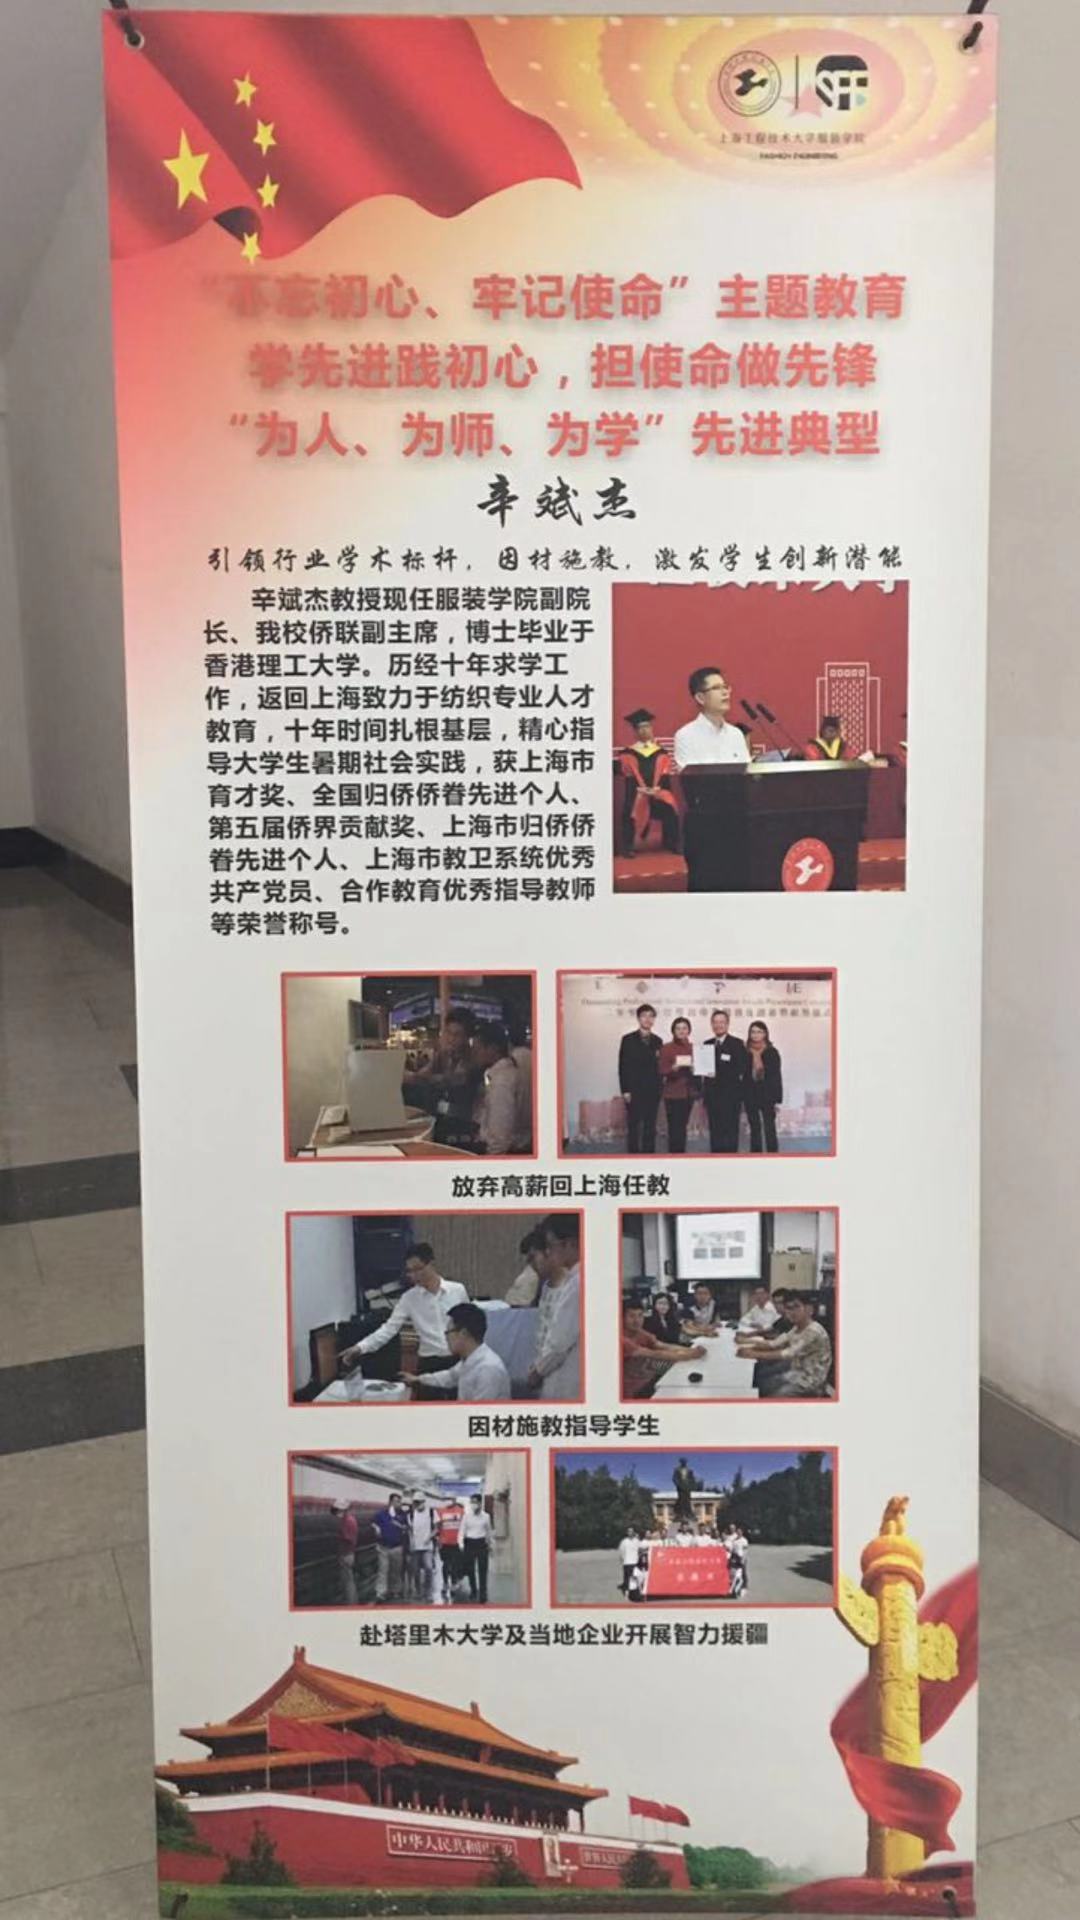 上海工程技术大学服装学院
FASHION ENGINEERING
“不忘初心、牢记使命”主题教育
学先进践初心，担使命做先锋
“为人、为师、为学”先进典型
辛斌杰
引领行业学术标杆，因材施教，激发学生创新潜能
辛斌杰教授现任服装学院副院
长、我校侨联副主席，博士毕业于
香港理工大学。历经十年求学工
作，返回上海致力于纺织专业人才
教育，十年时间扎根基层，精心指
导大学生暑期社会实践，获上海市
育才奖、全国归侨侨眷先进个人、
第五届侨界贡献奖、上海市归侨侨
眷先进个人、上海市教卫系统优秀
共产党员、合作教育优秀指导教师
等荣誉称号。
放弃高薪回上海任教
因材施教指导学生
赴塔里木大学及当地企业开展智力援疆
中华人民共和国万岁